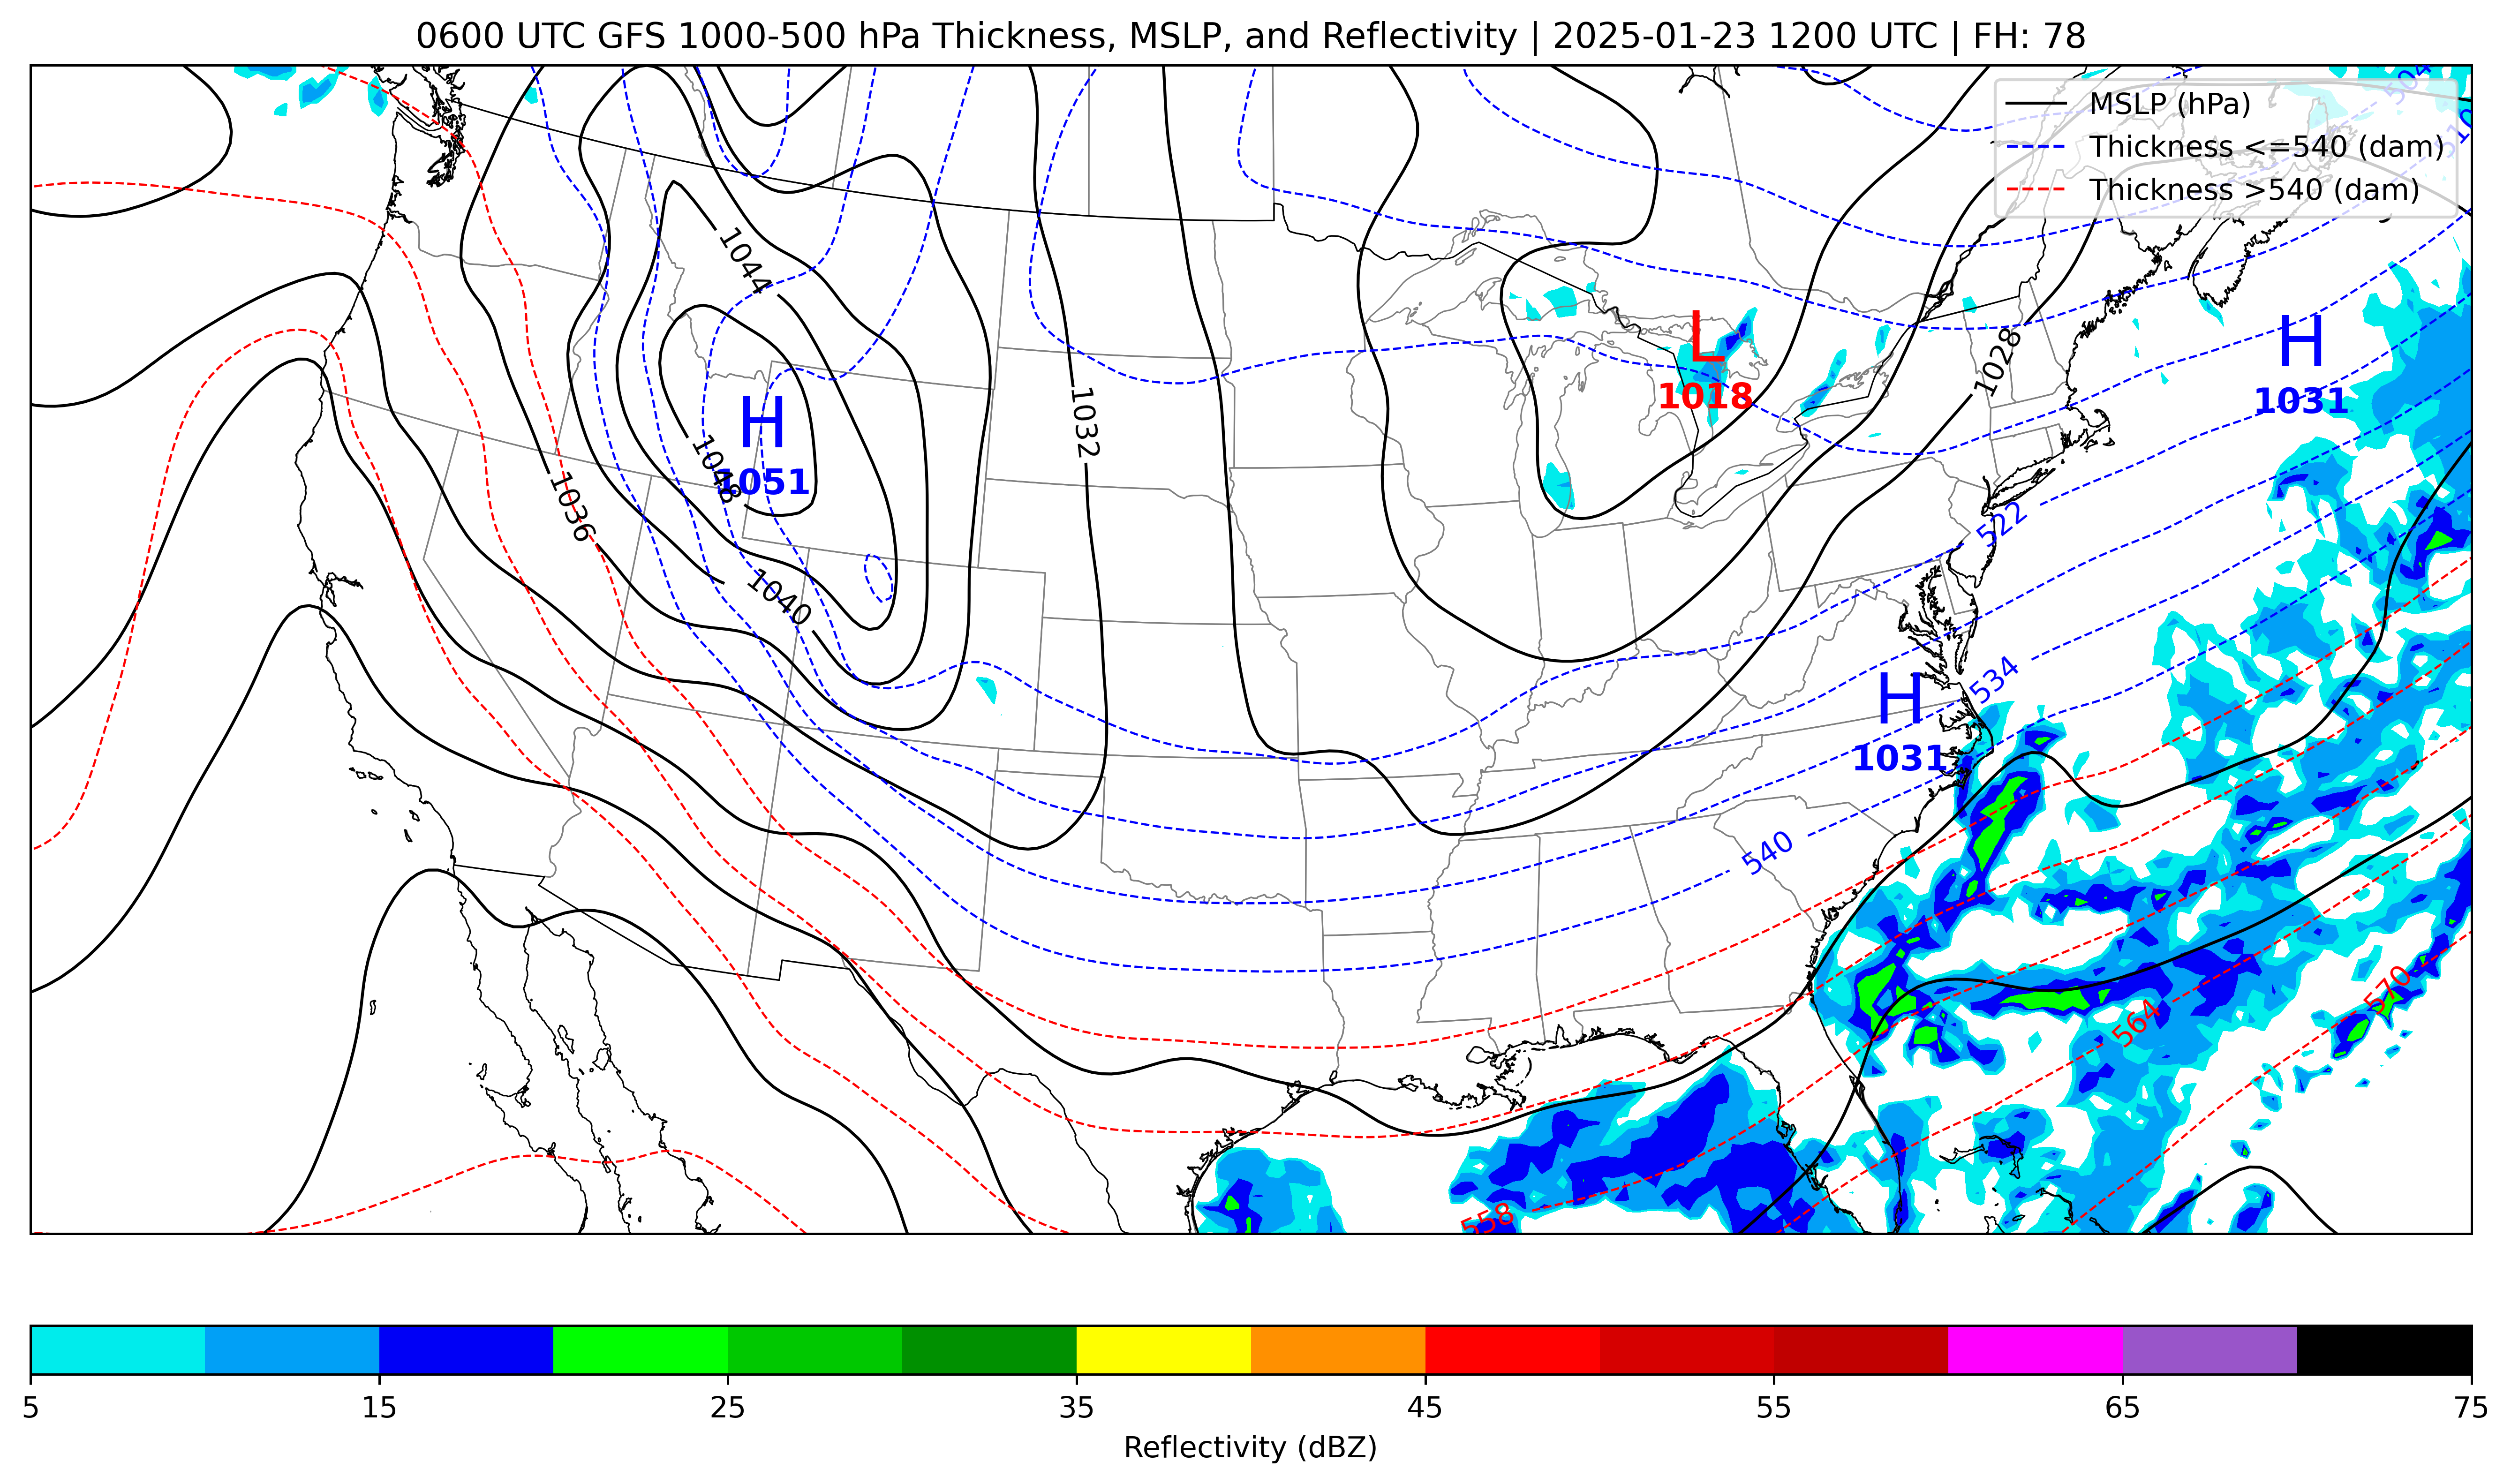 0600 UTC GFS 1000-500 hPa Thickness, MSLP, and Reflectivity | 2025-01-23 1200 UTC | FH: 78
MSLP (hPa)
Thickness <=540 (dam)
Thickness >540 (dam)
504
510
1044
1028
H
1031
L
1018
1032
H
1051
1048
1036
522
1040
534
H
1031
540
570
564
558
5
15
25
35
45
55
65
75
Reflectivity (dBZ)